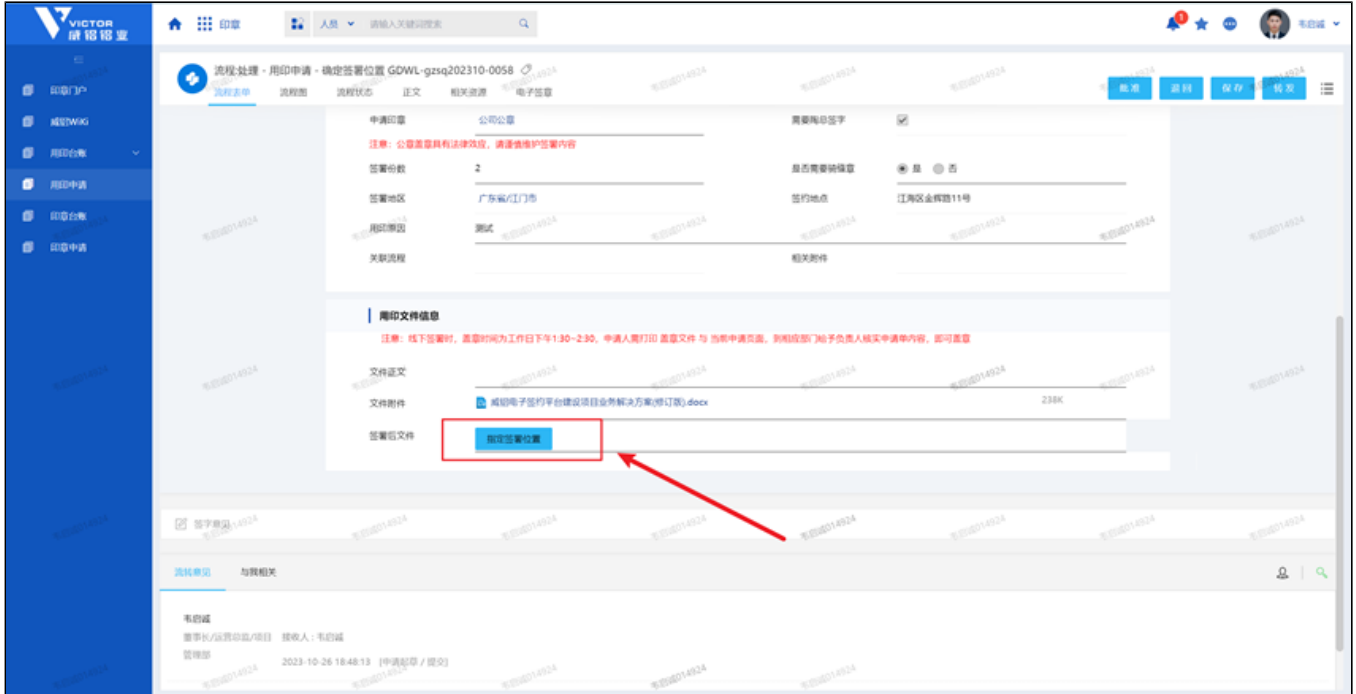 VICTOR
威铝铝业
印章
人员
请输入关键词搜索
1
韦启诚
印章门户
威铝WiKi
用印台账
用印申请
印章台账
印章申请
流程:处理 - 用印申请 - 确定签署位置 GDWL-gzsq202310-0058
流程表单 流程图 流程状态 正文 相关资源 电子签章
批准 退回 保存 转发
申请印章 公司公章 需要陶总签字
注意：公章盖章具有法律效应，请谨慎维护签署内容
签署份数 2 是否需要骑缝章 是 否
签署地区 广东省/江门市 签约地点 江海区金辉路11号
用印原因 测试
关联流程 相关附件
用印文件信息
注意：线下签署时，盖章时间为工作日下午1:30~2:30，申请人需打印 盖章文件 与 当前申请页面，到相应部门给予负责人核实申请单内容，即可盖章
文件正文
文件附件 威铝电子签约平台建设项目业务解决方案(修订版).docx 238K
签署后文件 指定签署位置
签字意见
流转意见 与我相关
韦启诚
董事长/运营总监/项目管理部 接收人：韦启诚
2023-10-26 18:48:13 [申请起草 / 提交]
韦启诚014924